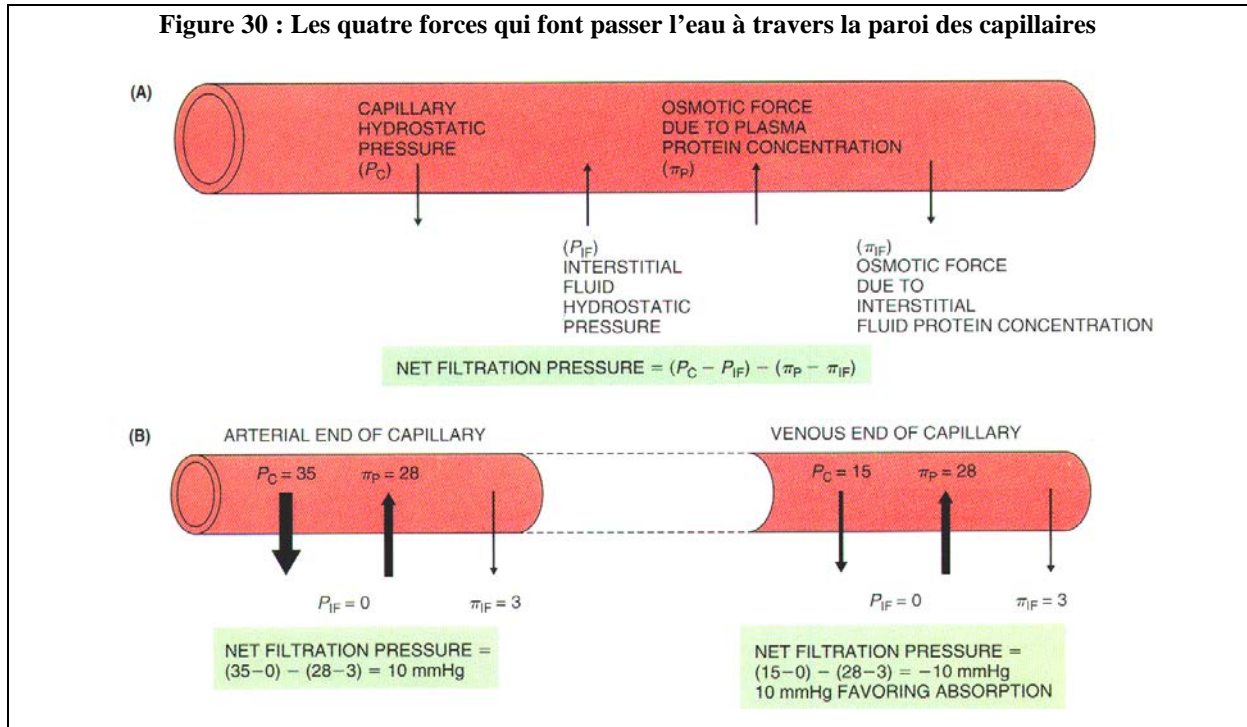 Figure 30 : Les quatre forces qui font passer l’eau à travers la paroi des capillaires
(A)
CAPILLARY
HYDROSTATIC
PRESSURE
(PC)
OSMOTIC FORCE
DUE TO PLASMA
PROTEIN CONCENTRATION
(πP)
(PIF)
INTERSTITIAL
FLUID
HYDROSTATIC
PRESSURE
(πIF)
OSMOTIC FORCE
DUE TO
INTERSTITIAL
FLUID PROTEIN CONCENTRATION
NET FILTRATION PRESSURE = (PC – PIF) – (πP – πIF)
(B)
ARTERIAL END OF CAPILLARY
PC = 35
πP = 28
PIF = 0
πIF = 3
NET FILTRATION PRESSURE =
(35–0) – (28–3) = 10 mmHg
VENOUS END OF CAPILLARY
PC = 15
πP = 28
PIF = 0
πIF = 3
NET FILTRATION PRESSURE =
(15–0) – (28–3) = –10 mmHg
10 mmHg FAVORING ABSORPTION